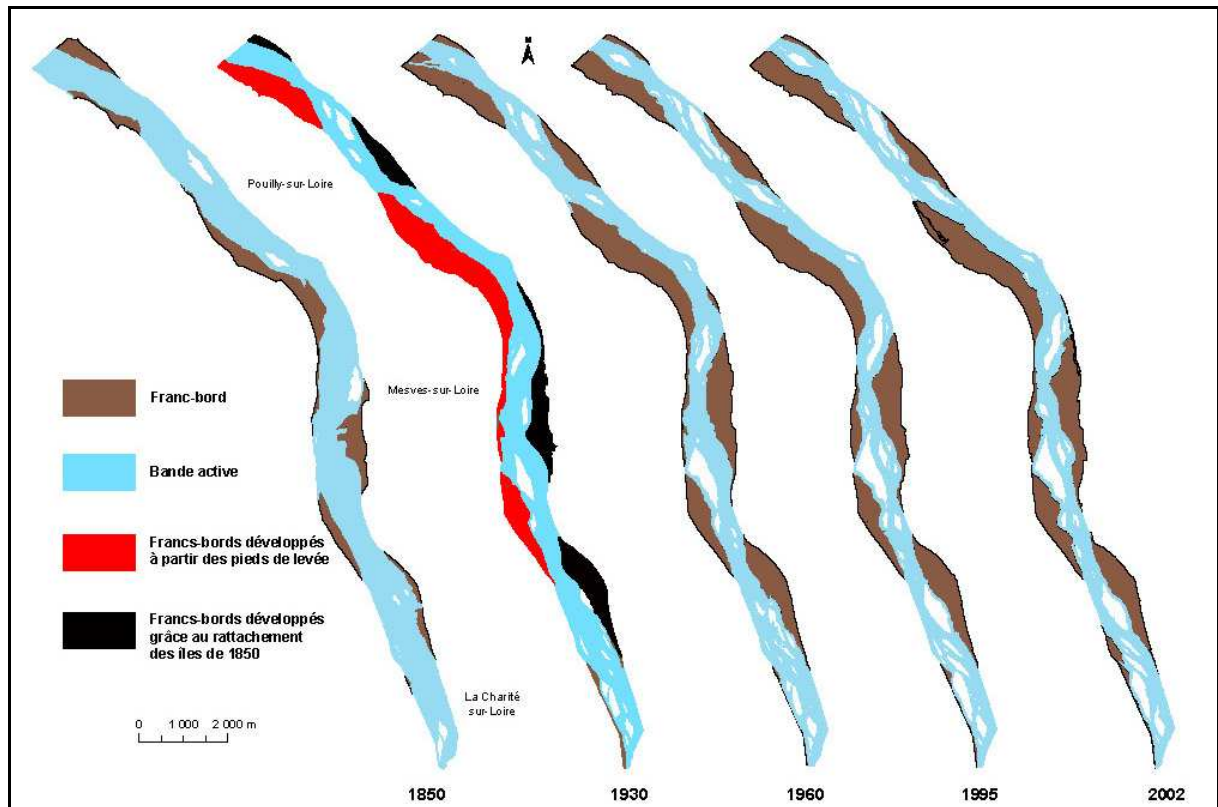 N
Pouilly-sur-Loire
Mesves-sur-Loire
Franc-bord
Bande active
Francs-bords développés
à partir des pieds de levée
Francs-bords développés
grâce au rattachement
des îles de 1850
La Charité
sur-Loire
0 1 000 2 000 m
1850 1930 1960 1995 2002